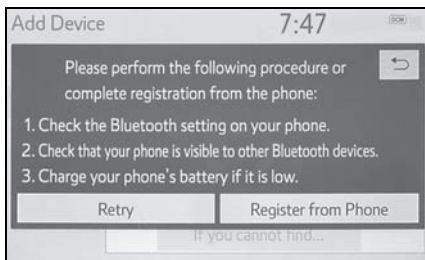 Add Device
7:47
DCM
Please perform the following procedure or
complete registration from the phone:
1. Check the Bluetooth setting on your phone.
2. Check that your phone is visible to other Bluetooth devices.
3. Charge your phone's battery if it is low.
Retry
Register from Phone
If you cannot find...